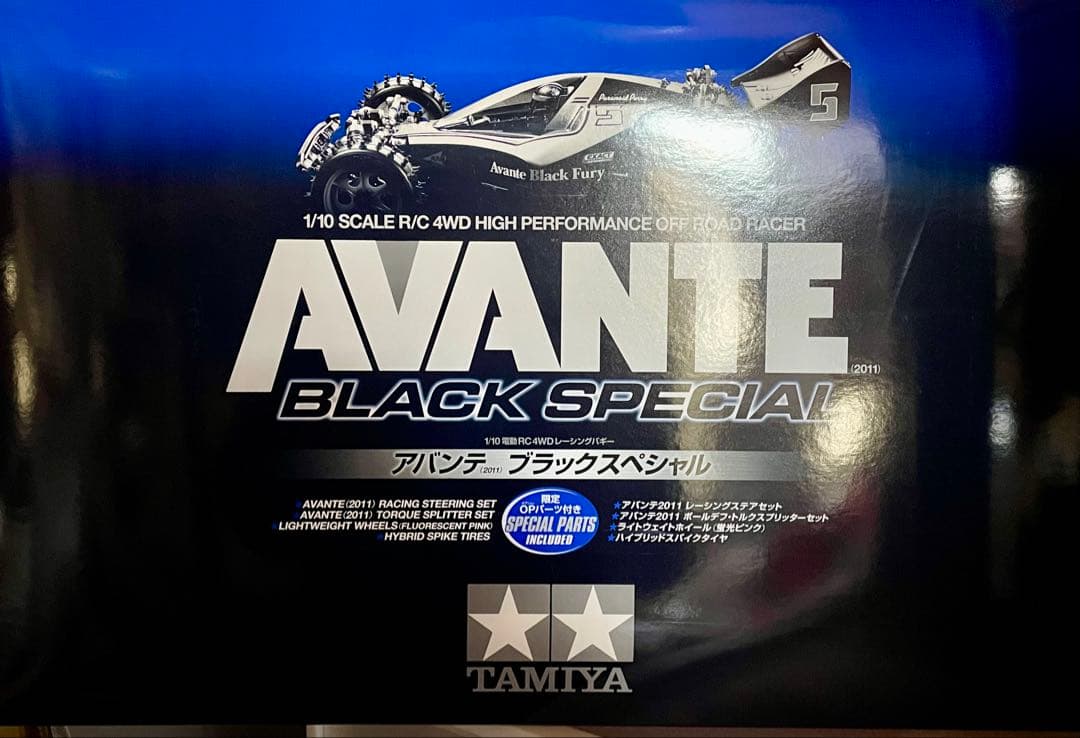 5
Paranoid Perry
5
EXACT
Avante Black Fury
1/10 SCALE R/C 4WD HIGH PERFORMANCE OFF ROAD RACER
AVANTE (2011)
BLACK SPECIAL
1/10 電動RC4WDレーシングバギー
アバンテ(2011) ブラックスペシャル
★AVANTE(2011) RACING STEERING SET
★AVANTE(2011) TORQUE SPLITTER SET
★LIGHTWEIGHT WHEELS(FLUORESCENT PINK)
★HYBRID SPIKE TIRES
限定
OPパーツ付き
SPECIAL PARTS
INCLUDED
★アバンテ2011 レーシングステアセット
★アバンテ2011 ボールデフ・トルクスプリッターセット
★ライトウェイトホイール(蛍光ピンク)
★ハイブリッドスパイクタイヤ
TAMIYA